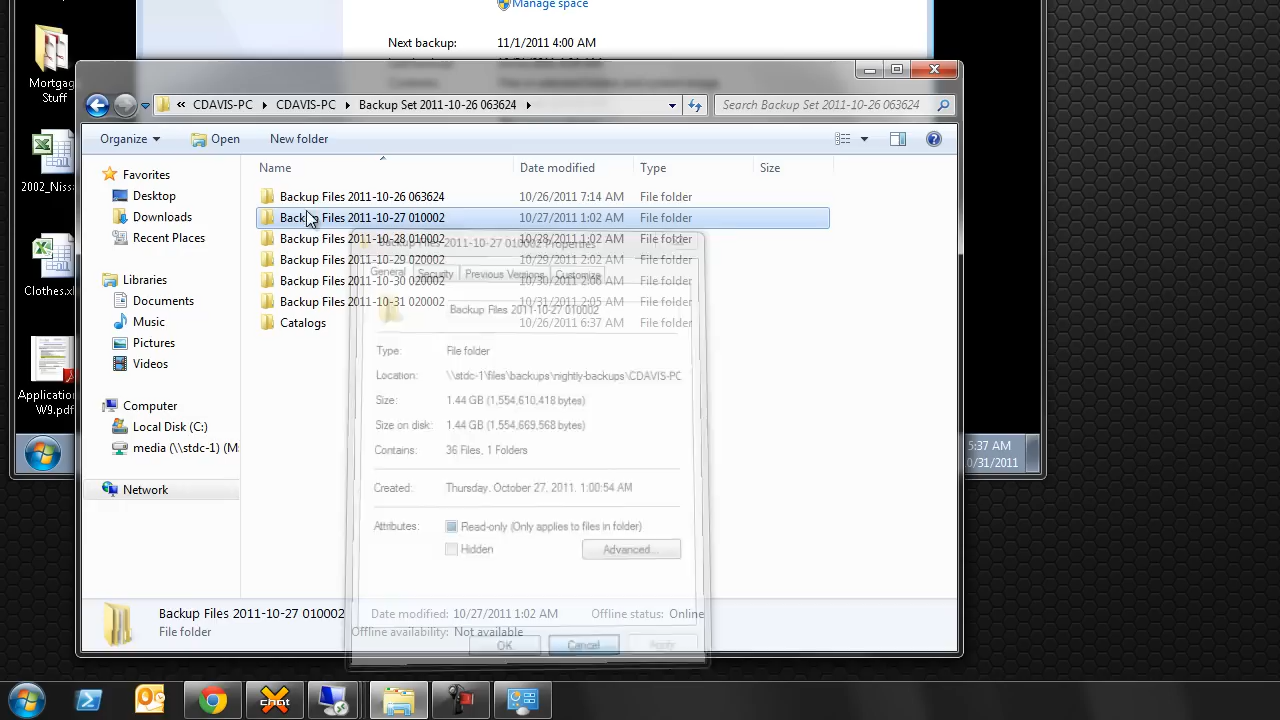 Manage space
Next backup: 11/1/2011 4:00 AM
Mortgag
Stuff
2002_Niss
Clothes.xl
Application
W9.pdf
« CDAVIS-PC CDAVIS-PC Backup Set 2011-10-26 063624
Search Backup Set 2011-10-26 063624
Organize Open New folder
Name Date modified Type Size
Favorites
Desktop
Downloads
Recent Places
Libraries
Documents
Music
Pictures
Videos
Computer
Local Disk (C:)
media (\\stdc-1) (M:
Network
Backup Files 2011-10-26 063624 10/26/2011 7:14 AM File folder
Backup Files 2011-10-27 010002 10/27/2011 1:02 AM File folder
Backup Files 2011-10-28 010002 10/28/2011 1:02 AM File folder
Backup Files 2011-10-29 020002 10/29/2011 2:02 AM File folder
Backup Files 2011-10-30 020002 10/30/2011 2:06 AM File folder
Backup Files 2011-10-31 020002 10/31/2011 2:05 AM File folder
Catalogs 10/26/2011 6:37 AM File folder
Backup Files 2011-10-27 010002 Properties
General Security Previous Versions Customize
Backup Files 2011-10-27 010002
Type: File folder
Location: \\stdc-1\files\backups\nightly-backups\CDAVIS-PC
Size: 1.44 GB (1,554,610,418 bytes)
Size on disk: 1.44 GB (1,554,669,568 bytes)
Contains: 36 Files, 1 Folders
Created: Thursday, October 27, 2011, 1:00:54 AM
Attributes: Read-only (Only applies to files in folder)
Hidden
Advanced...
OK Cancel Apply
Backup Files 2011-10-27 010002 Date modified: 10/27/2011 1:02 AM Offline status: Online
File folder Offline availability: Not available
5:37 AM
0/31/2011
chat